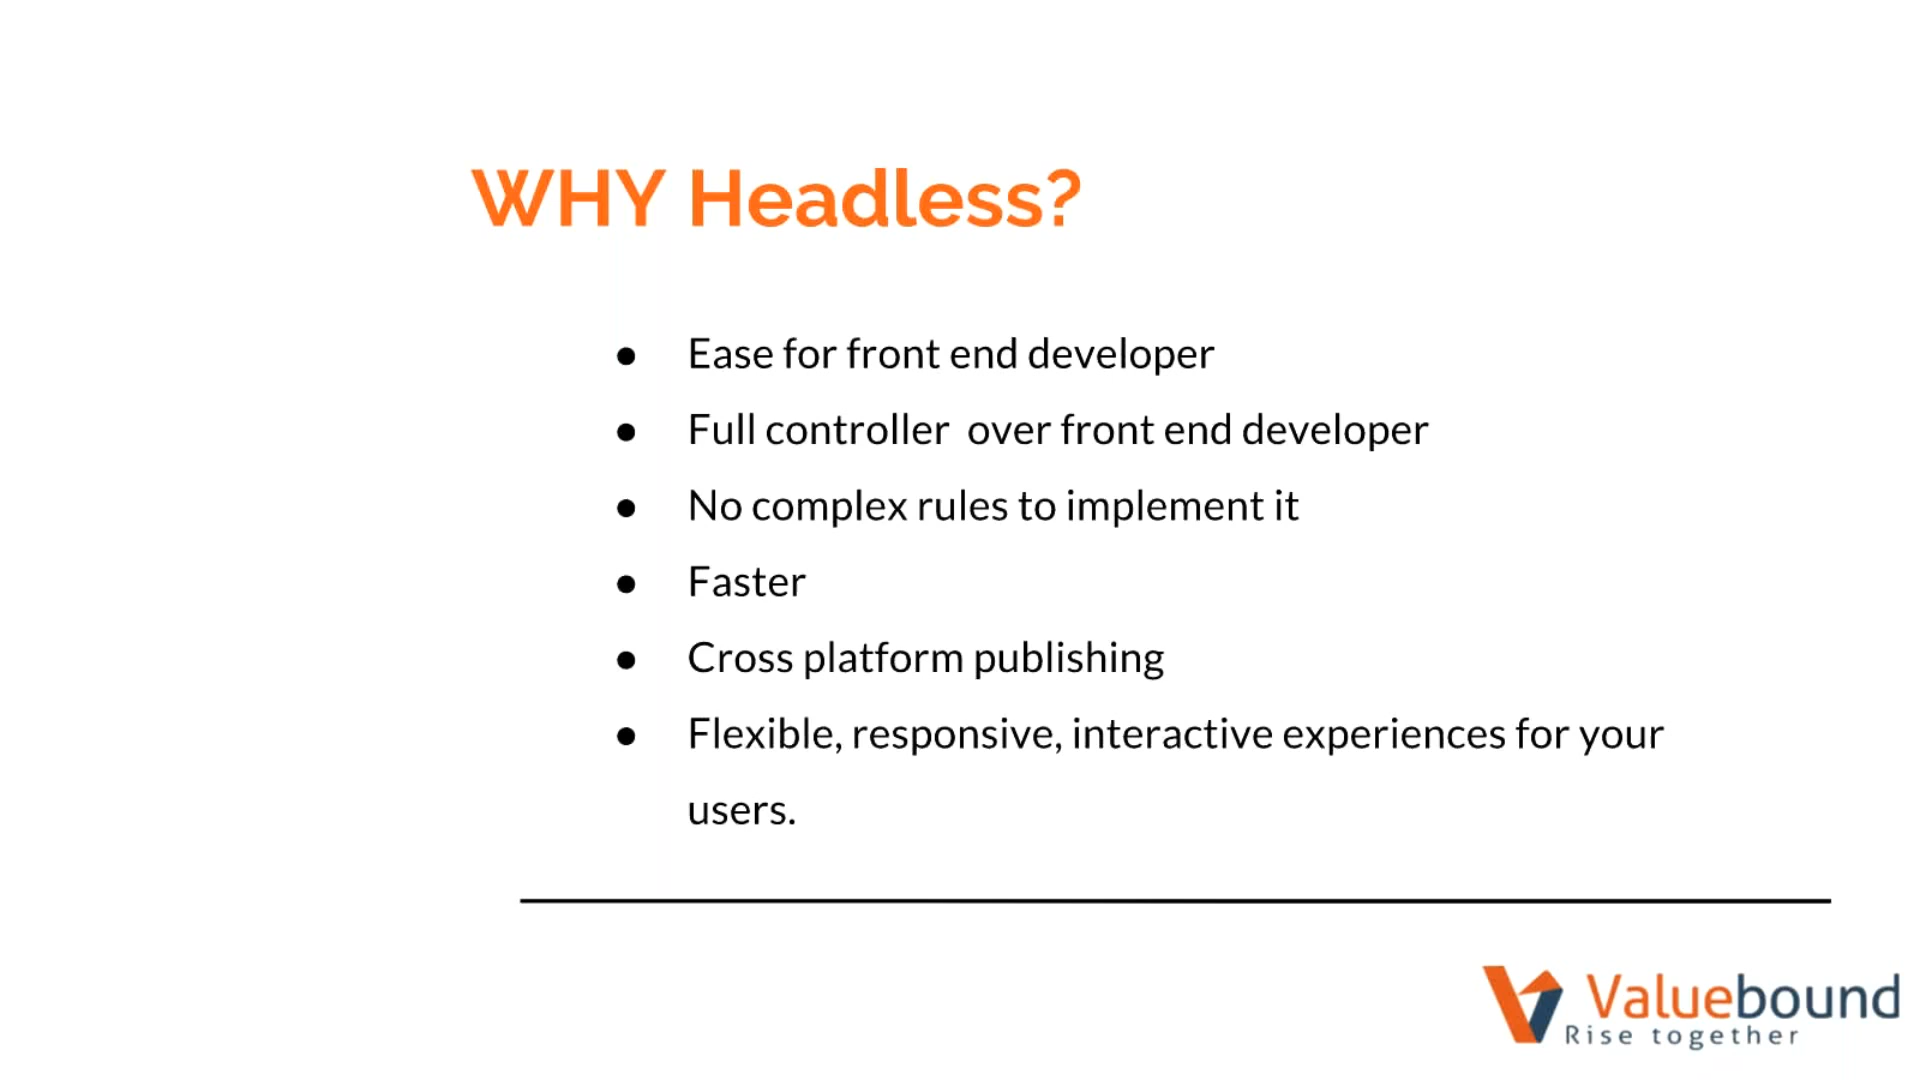 WHY Headless?
● Ease for front end developer
● Full controller  over front end developer
● No complex rules to implement it
● Faster
● Cross platform publishing
● Flexible, responsive, interactive experiences for your
users.
Valuebound
Rise together